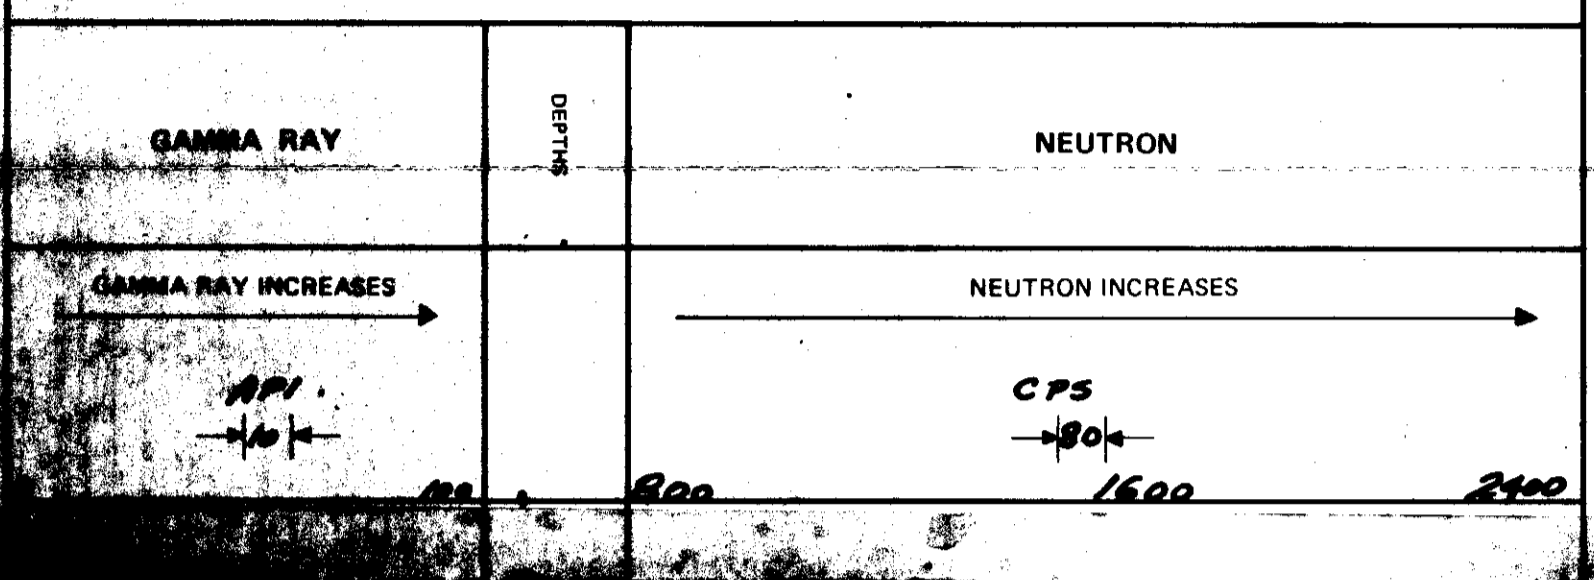 GAMMA RAY
DEPTHS
NEUTRON
GAMMA RAY INCREASES
NEUTRON INCREASES
API
CPS
10
80
100
800
1600
2400